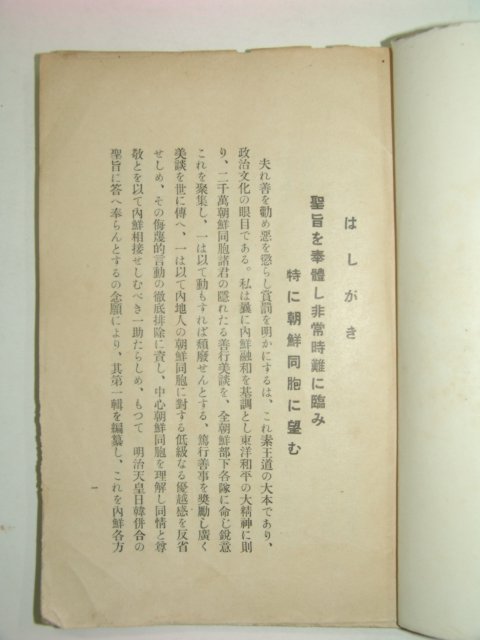 はしがき
聖旨を奉體し非常時難に臨み
特に朝鮮同胞に望む
夫れ善を勸め惡を懲らし賞罰を明かにするは、これ素王道の大本であり、
政治文化の眼目である。私は曩に內鮮融和を基調とし東洋和平の大精神に則
り、二千萬朝鮮同胞諸君の隱れたる善行美談を、全朝鮮部下各隊に命じ銳意
これを聚集し、一は以て動もすれば頽廢せんとする、篤行善事を獎勵し廣く
美談を世に傳へ、一は以て內地人の朝鮮同胞に對する低級なる優越感を反省
せしめ、その侮蔑的言動の徹底排除に資し、中心朝鮮同胞を理解し同情と尊
敬とを以て內鮮相接せしむべき一助たらしめ、もつて 明治天皇日韓併合の
聖旨に答へ奉らんとするの念願により、其第一輯を編纂し、これを內鮮各方
一